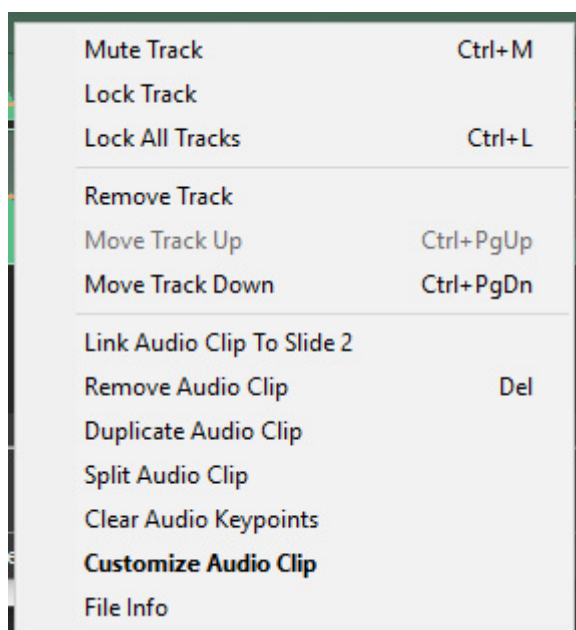 Mute Track Ctrl+M
Lock Track
Lock All Tracks Ctrl+L
Remove Track
Move Track Up Ctrl+PgUp
Move Track Down Ctrl+PgDn
Link Audio Clip To Slide 2
Remove Audio Clip Del
Duplicate Audio Clip
Split Audio Clip
Clear Audio Keypoints
Customize Audio Clip
File Info